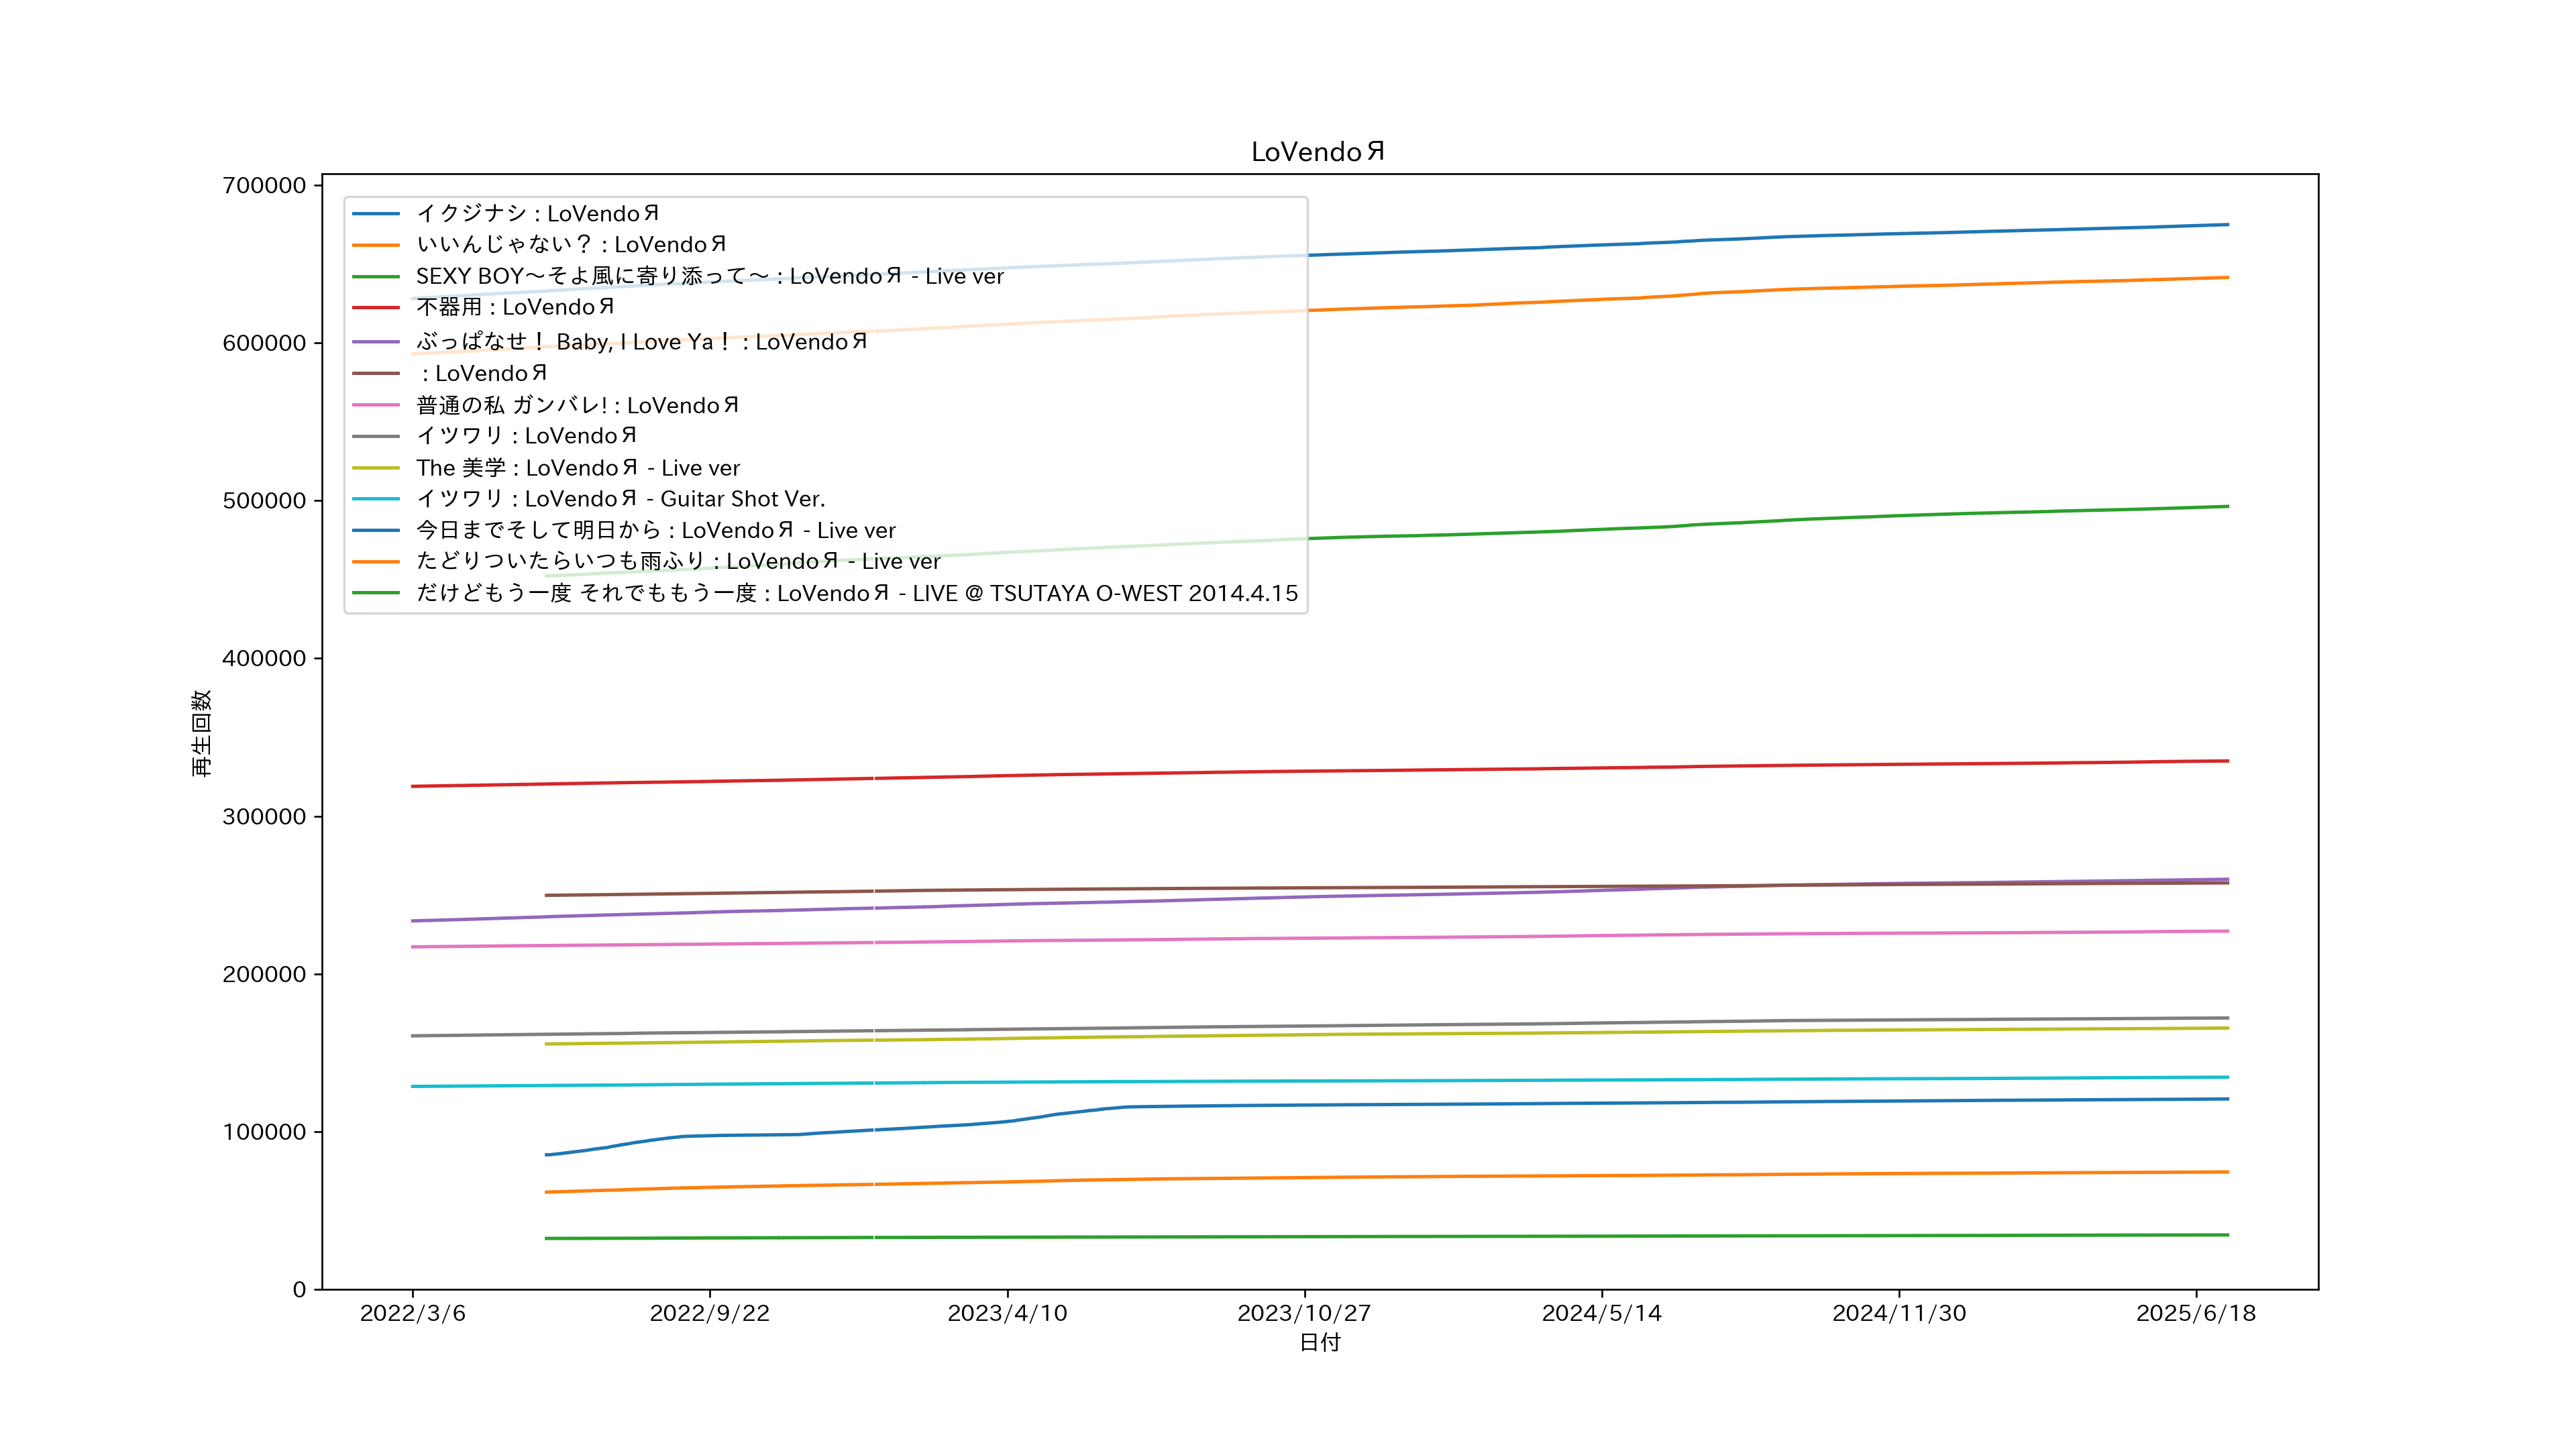 LoVendoЯ
700000
600000
500000
400000
300000
200000
100000
0
再生回数
イクジナシ : LoVendoЯ
いいんじゃない？ : LoVendoЯ
SEXY BOY〜そよ風に寄り添って〜 : LoVendoЯ - Live ver
不器用 : LoVendoЯ
ぶっぱなせ！ Baby, I Love Ya！ : LoVendoЯ
: LoVendoЯ
普通の私 ガンバレ! : LoVendoЯ
イツワリ : LoVendoЯ
The 美学 : LoVendoЯ - Live ver
イツワリ : LoVendoЯ - Guitar Shot Ver.
今日までそして明日から : LoVendoЯ - Live ver
たどりついたらいつも雨ふり : LoVendoЯ - Live ver
だけどもう一度 それでももう一度 : LoVendoЯ - LIVE @ TSUTAYA O-WEST 2014.4.15
2022/3/6
2022/9/22
2023/4/10
2023/10/27
2024/5/14
2024/11/30
2025/6/18
日付